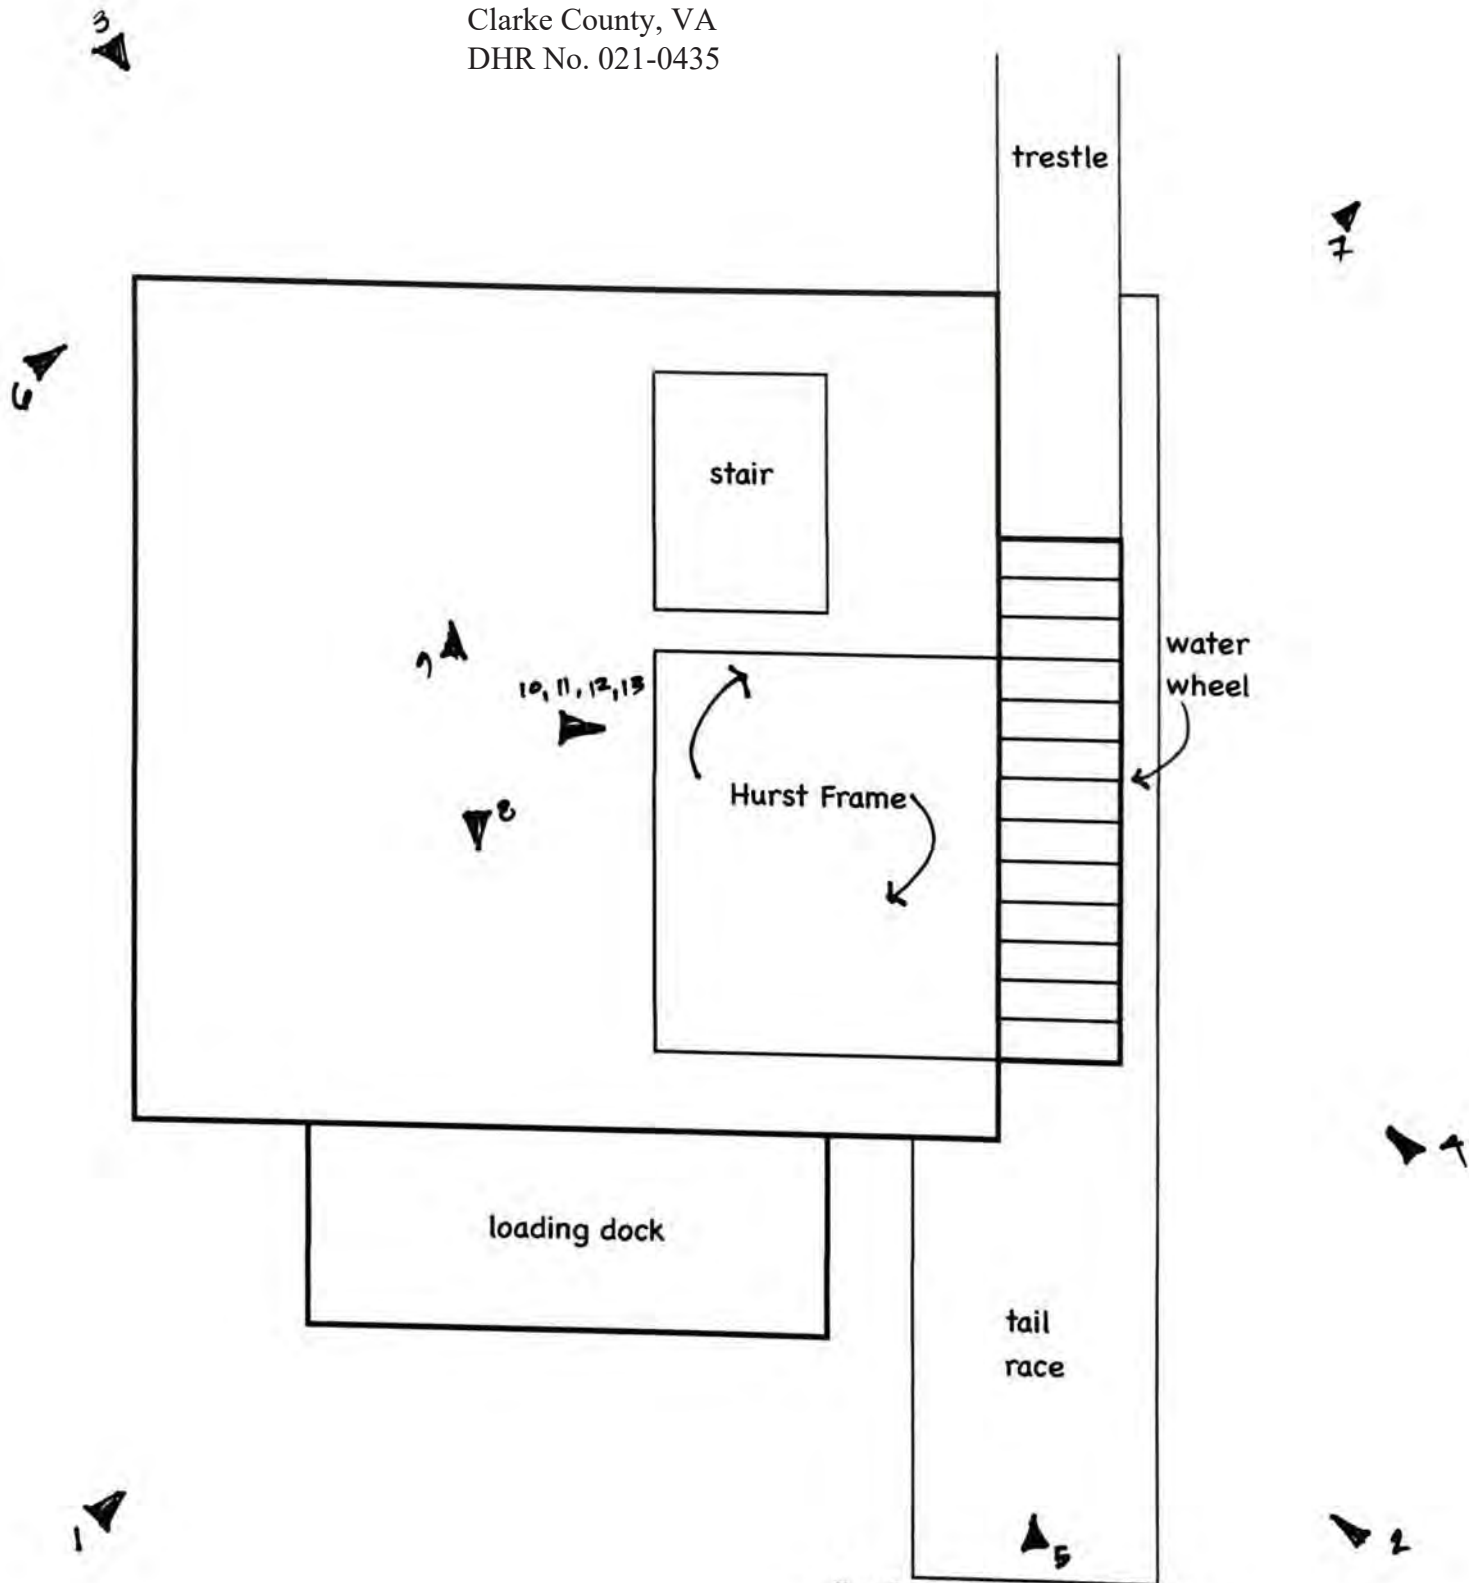 Clarke County, VA
DHR No. 021-0435
3
trestle
7
6
stair
water
wheel
9
10, 11, 12, 13
Hurst Frame
8
4
loading dock
tail
race
1
5
2